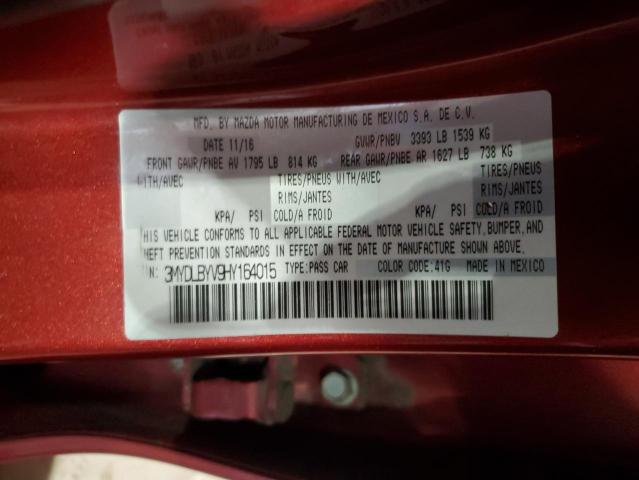 MFD. BY MAZDA MOTOR MANUFACTURING DE MEXICO S.A. DE C.V.
DATE 11/16 GVWR/PNBV 3393 LB 1539 KG
FRONT GAWR/PNBE AV 1795 LB 814 KG REAR GAWR/PNBE AR 1627 LB 738 KG
WITH/AVEC TIRES/PNEUS WITH/AVEC TIRES/PNEUS
RIMS/JANTES RIMS/JANTES
KPA/ PSI COLD/A FROID KPA/ PSI COLD/A FROID
HIS VEHICLE CONFORMS TO ALL APPLICABLE FEDERAL MOTOR VEHICLE SAFETY, BUMPER, AND
HEFT PREVENTION STANDARDS IN EFFECT ON THE DATE OF MANUFACTURE SHOWN ABOVE.
IN: 3MYDLBYV9HY164015 TYPE: PASS CAR COLOR CODE: 41G MADE IN MEXICO